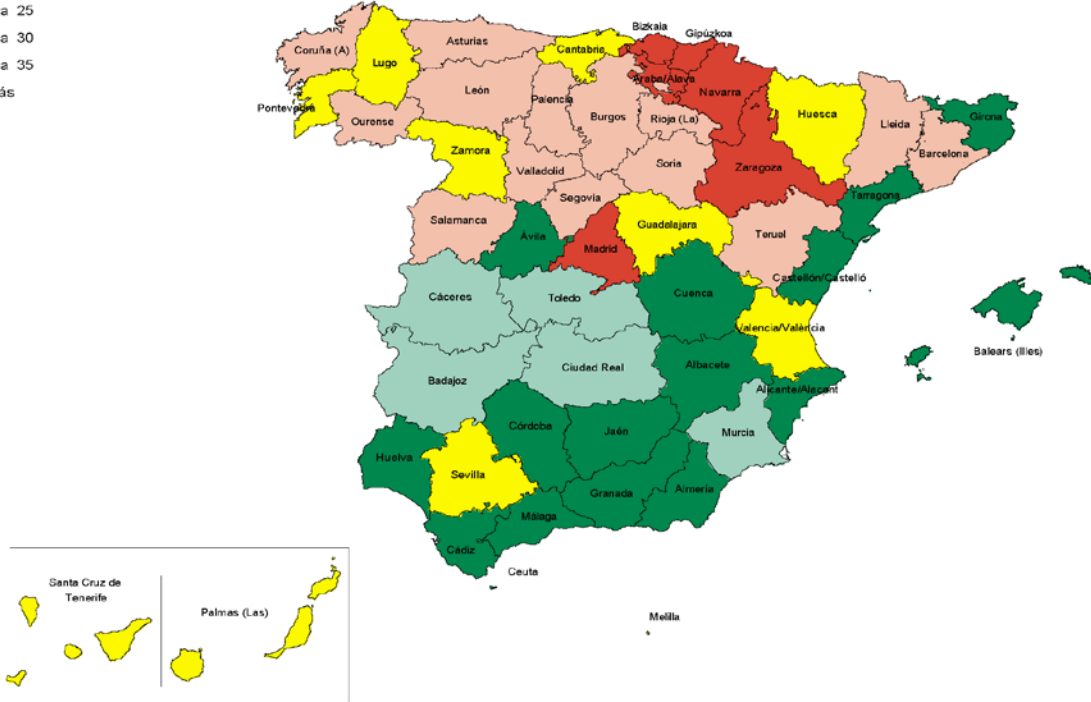 a 25
a 30
a 35
ás
Bizkaia
Gipúzkoa
Coruña (A)
Lugo
Asturias
Cantabria
Araba/Álava
Navarra
Pontevedra
Ourense
León
Palencia
Burgos
Rioja (La)
Huesca
Lleida
Girona
Barcelona
Zamora
Valladolid
Soria
Zaragoza
Tarragona
Salamanca
Segovia
Ávila
Madrid
Guadalajara
Teruel
Castellón/Castelló
Cáceres
Toledo
Cuenca
Valencia/València
Balears (Illes)
Badajoz
Ciudad Real
Albacete
Alicante/Alacant
Huelva
Sevilla
Córdoba
Jaén
Murcia
Granada
Almería
Málaga
Cádiz
Ceuta
Melilla
Santa Cruz de
Tenerife
Palmas (Las)